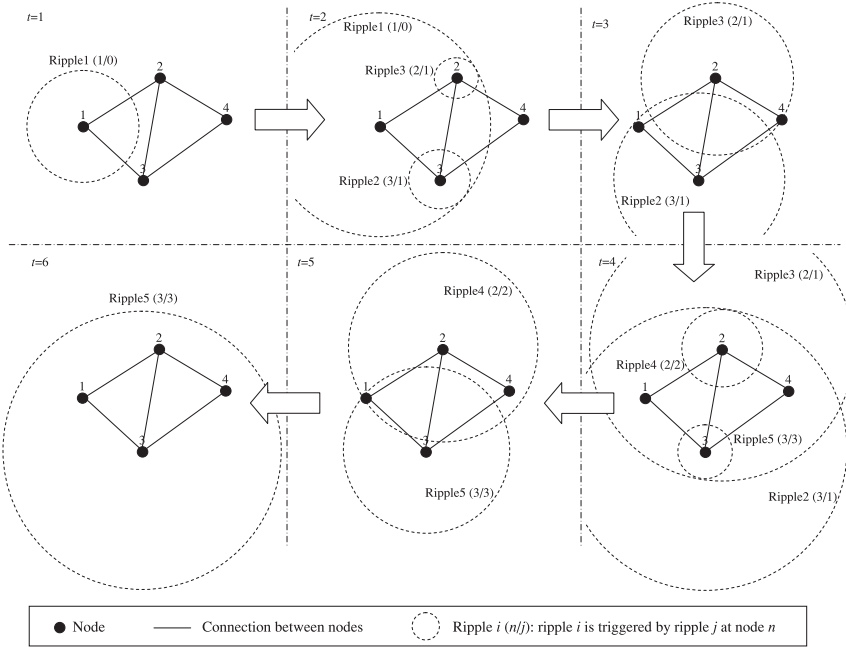 t=1
Ripple1 (1/0)
1
2
3
4
t=2
Ripple1 (1/0)
Ripple3 (2/1)
2
1
4
3
Ripple2 (3/1)
t=3
Ripple3 (2/1)
2
1
4
3
Ripple2 (3/1)
t=6
Ripple5 (3/3)
2
1
4
3
t=5
Ripple4 (2/2)
2
1
4
3
Ripple5 (3/3)
t=4
Ripple3 (2/1)
2
Ripple4 (2/2)
1
4
3
Ripple5 (3/3)
Ripple2 (3/1)
Node
Connection between nodes
Ripple i (n/j): ripple i is triggered by ripple j at node n